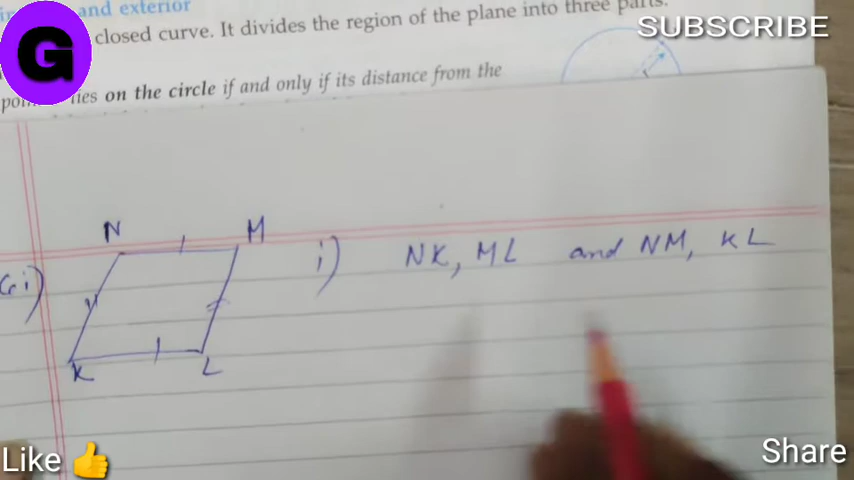 and exterior
closed curve. It divides the region of the plane into three parts.
SUBSCRIBE
G
lies on the circle if and only if its distance from the
N M
i) NK, ML and NM, KL
K L
Like 👍
Share